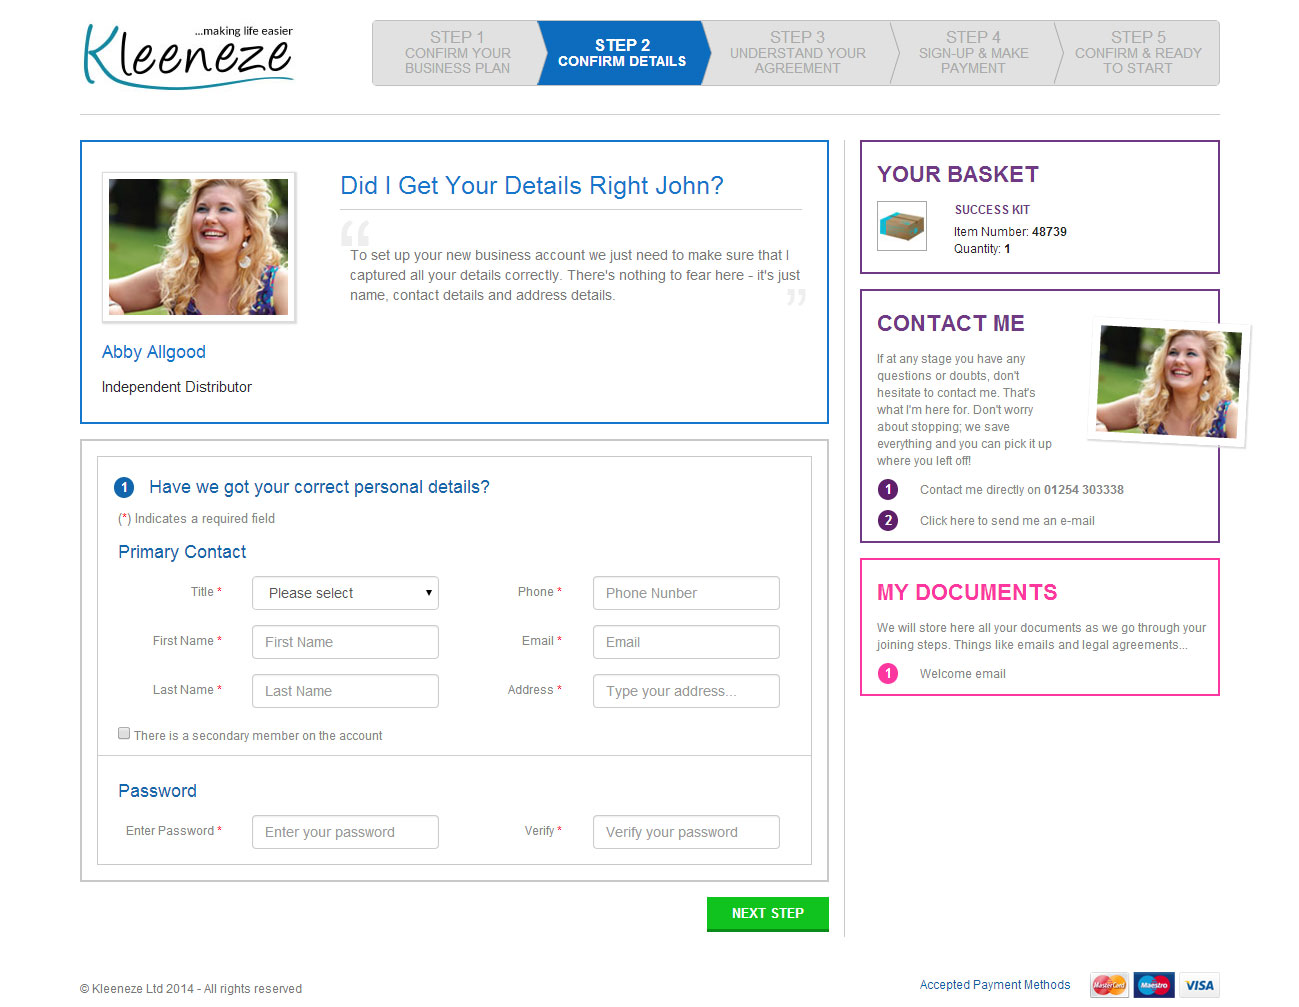 ...making life easier
Kleeneze
STEP 1
CONFIRM YOUR
BUSINESS PLAN
STEP 2
CONFIRM DETAILS
STEP 3
UNDERSTAND YOUR
AGREEMENT
STEP 4
SIGN-UP & MAKE
PAYMENT
STEP 5
CONFIRM & READY
TO START
Did I Get Your Details Right John?
“
To set up your new business account we just need to make sure that I
captured all your details correctly. There's nothing to fear here - it's just
name, contact details and address details.
”
Abby Allgood
Independent Distributor
1 Have we got your correct personal details?
(*) Indicates a required field
Primary Contact
Title * Please select
Phone * Phone Nunber
First Name * First Name
Email * Email
Last Name * Last Name
Address * Type your address...
There is a secondary member on the account
Password
Enter Password * Enter your password
Verify * Verify your password
NEXT STEP
YOUR BASKET
SUCCESS KIT
Item Number: 48739
Quantity: 1
CONTACT ME
If at any stage you have any
questions or doubts, don't
hesitate to contact me. That's
what I'm here for. Don't worry
about stopping; we save
everything and you can pick it up
where you left off!
1 Contact me directly on 01254 303338
2 Click here to send me an e-mail
MY DOCUMENTS
We will store here all your documents as we go through your
joining steps. Things like emails and legal agreements...
1 Welcome email
© Kleeneze Ltd 2014 - All rights reserved
Accepted Payment Methods
MasterCard
Maestro
VISA